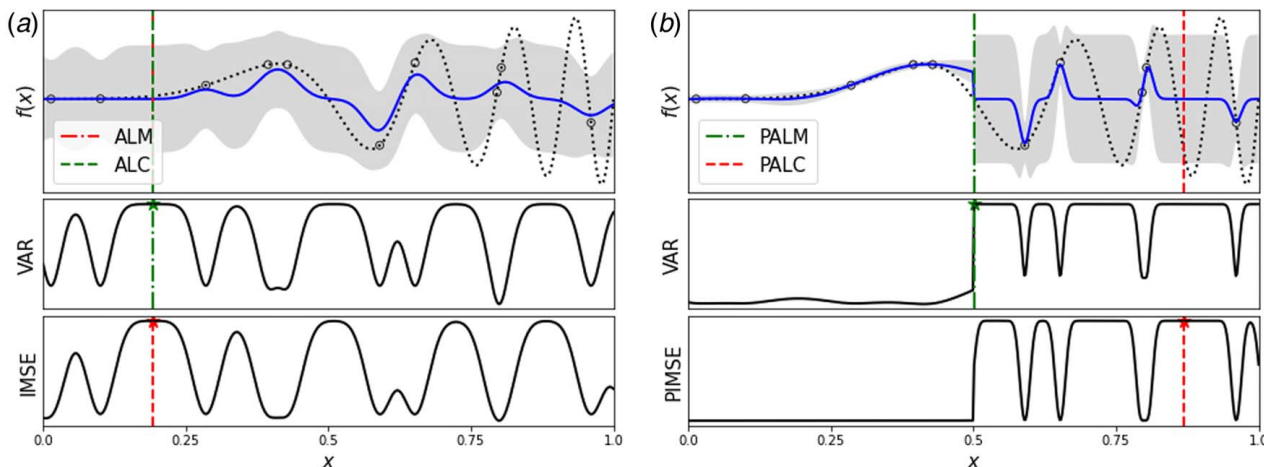 (a)
f(x)
ALM
ALC
VAR
IMSE
0.0 0.25 0.5 0.75 1.0
x
(b)
f(x)
PALM
PALC
VAR
PIMSE
0.0 0.25 0.5 0.75 1.0
x